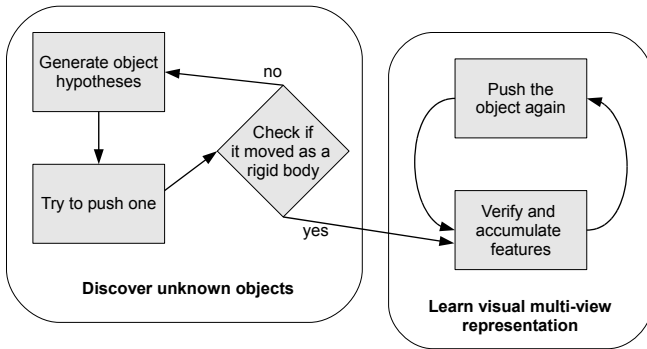 Generate object
hypotheses
no
Check if
it moved as a
rigid body
Try to push one
yes
Discover unknown objects
Push the
object again
Verify and
accumulate
features
Learn visual multi-view
representation